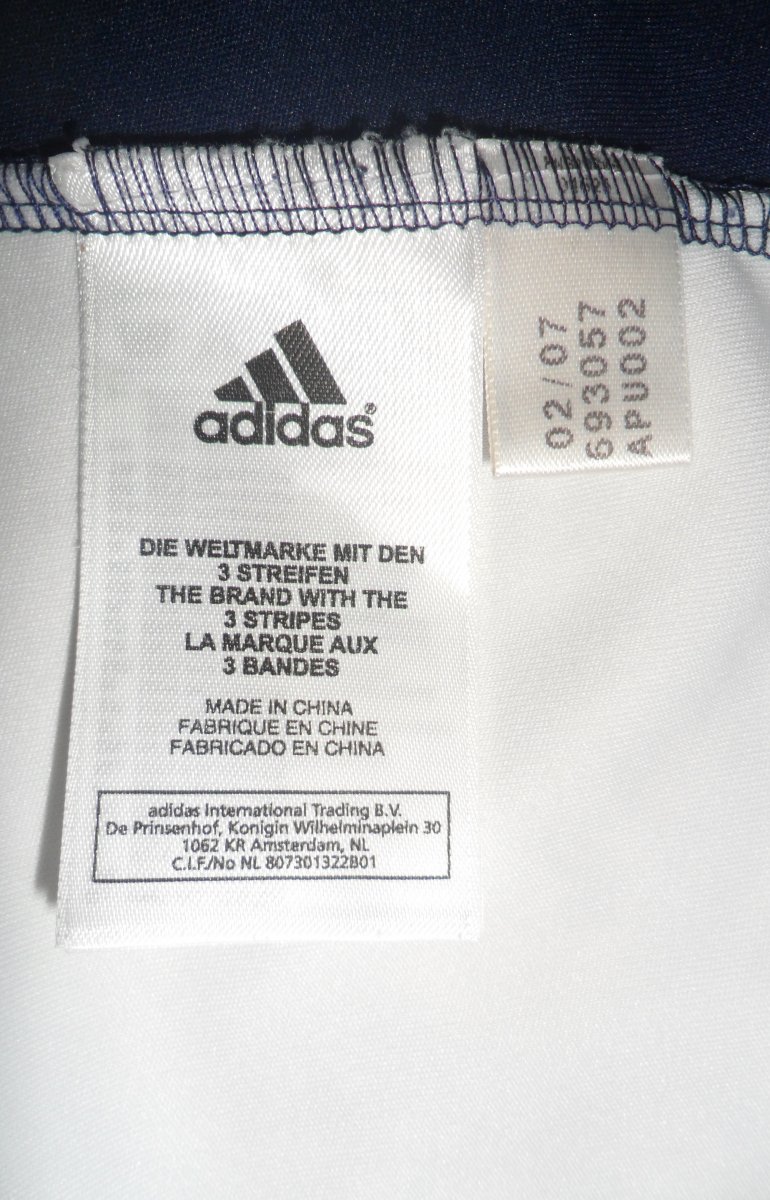 adidas®
DIE WELTMARKE MIT DEN
3 STREIFEN
THE BRAND WITH THE
3 STRIPES
LA MARQUE AUX
3 BANDES
MADE IN CHINA
FABRIQUE EN CHINE
FABRICADO EN CHINA
adidas International Trading B.V.
De Prinsenhof, Konigin Wilhelminaplein 30
1062 KR Amsterdam, NL
C.I.F./No NL 807301322B01
02/07
693057
APU002